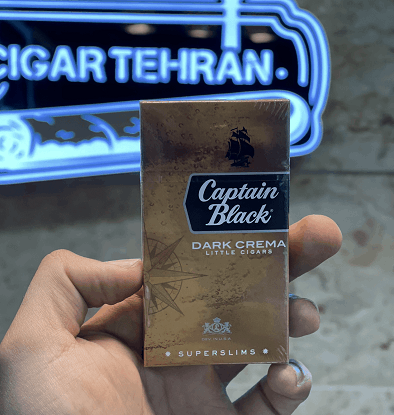 CIGAR TEHRAN
Captain
Black
DARK CREMA
LITTLE CIGARS
SUPERSLIMS